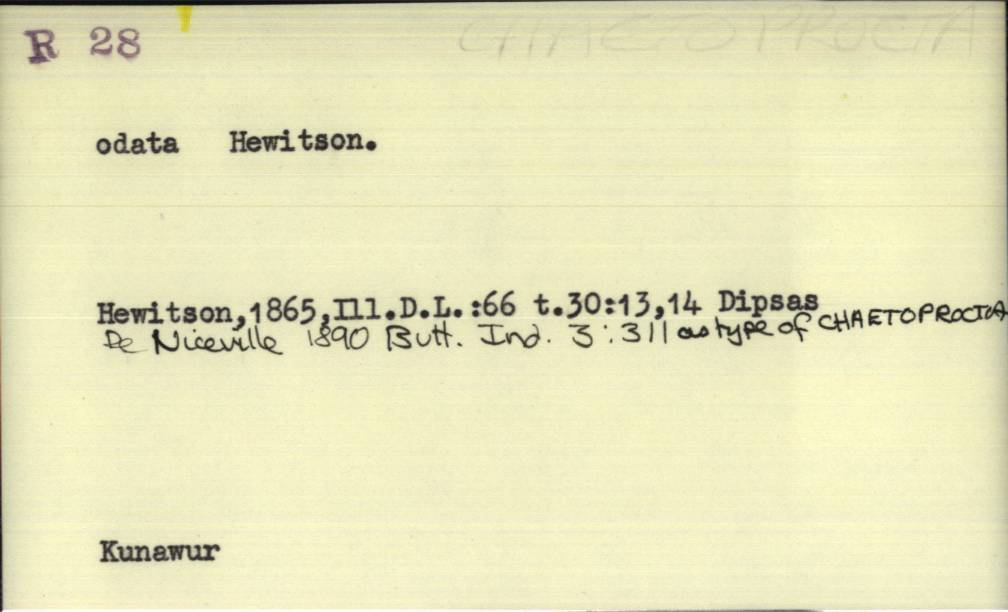 R 28 CHAETOPROCTA
odata Hewitson.
Hewitson,1865,Ill.D.L.:66 t.30:13,14 Dipsas
De Niceville 1890 Butt. Ind. 3:311 as type of CHAETOPROCTA
Kunawur